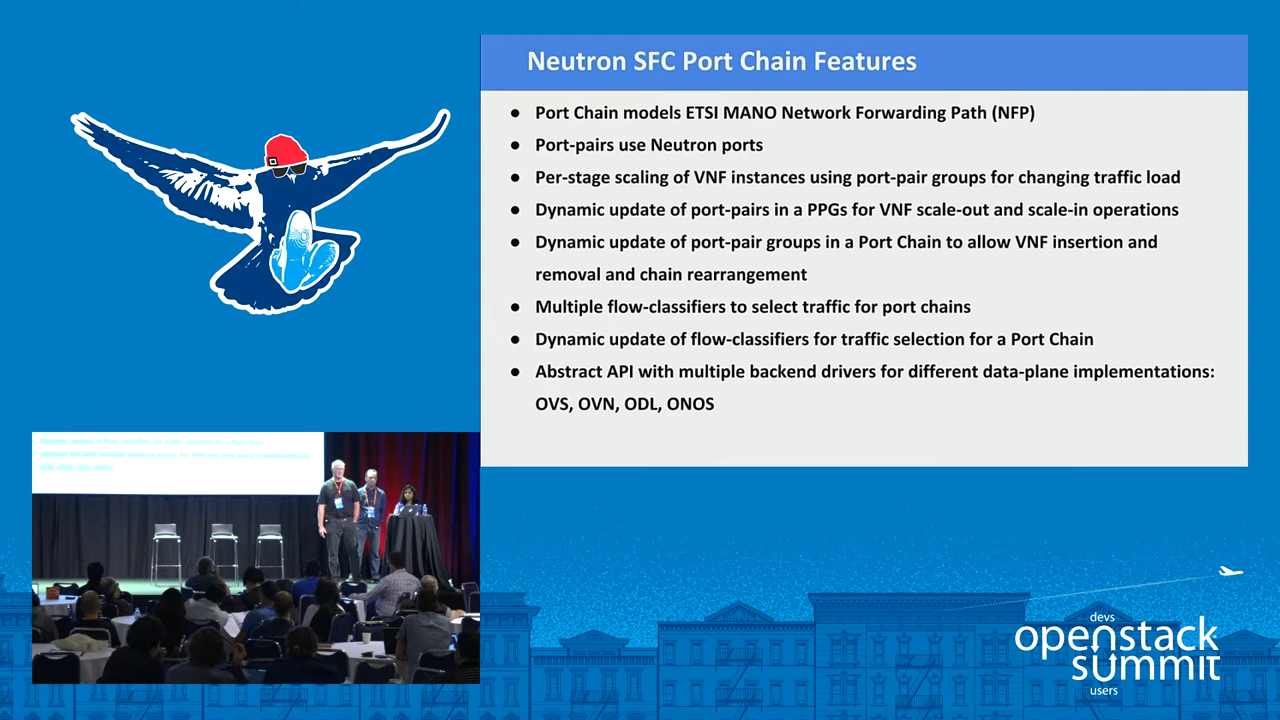 Neutron SFC Port Chain Features
● Port Chain models ETSI MANO Network Forwarding Path (NFP)
● Port-pairs use Neutron ports
● Per-stage scaling of VNF instances using port-pair groups for changing traffic load
● Dynamic update of port-pairs in a PPGs for VNF scale-out and scale-in operations
● Dynamic update of port-pair groups in a Port Chain to allow VNF insertion and
removal and chain rearrangement
● Multiple flow-classifiers to select traffic for port chains
● Dynamic update of flow-classifiers for traffic selection for a Port Chain
● Abstract API with multiple backend drivers for different data-plane implementations:
OVS, OVN, ODL, ONOS
devs
openstack
summit
users